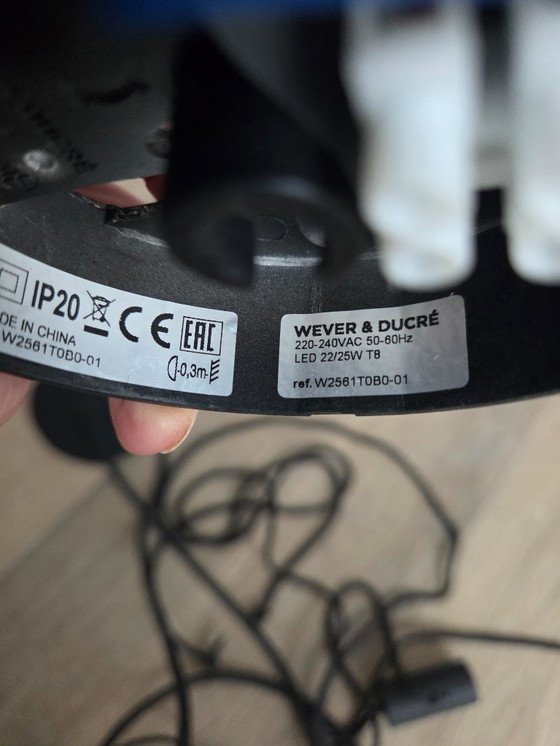 IP20 CE EAC
DE IN CHINA
W2561T0B0-01
0,3m
WEVER & DUCRÉ
220-240VAC 50-60Hz
LED 22/25W T8
ref. W2561T0B0-01